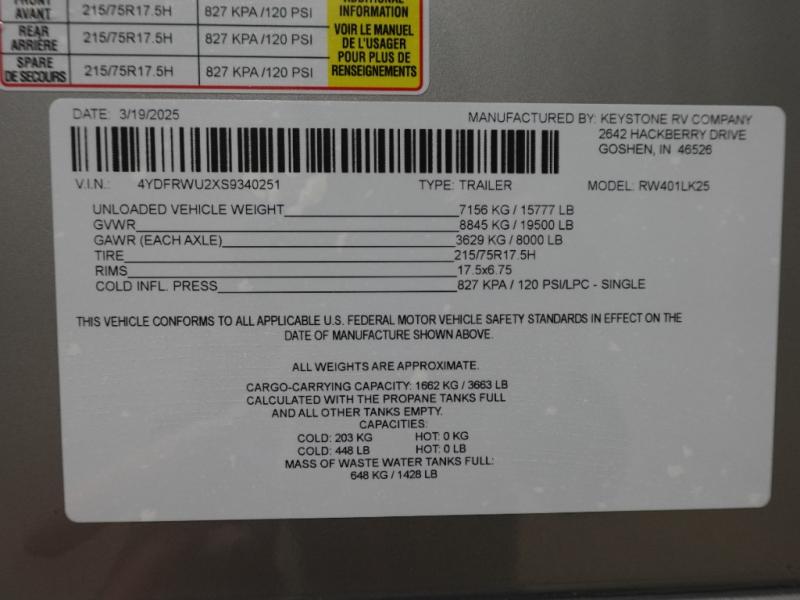 FRONT ADDITIONAL
AVANT 215/75R17.5H 827 KPA /120 PSI INFORMATION
REAR ARRIÈRE 215/75R17.5H 827 KPA /120 PSI VOIR LE MANUEL DE L'USAGER
SPARE DE SECOURS 215/75R17.5H 827 KPA /120 PSI POUR PLUS DE RENSEIGNEMENTS
DATE: 3/19/2025 MANUFACTURED BY: KEYSTONE RV COMPANY
2642 HACKBERRY DRIVE
GOSHEN, IN 46526
V.I.N.: 4YDFRWU2XS9340251 TYPE: TRAILER MODEL: RW401LK25
UNLOADED VEHICLE WEIGHT 7156 KG / 15777 LB
GVWR 8845 KG / 19500 LB
GAWR (EACH AXLE) 3629 KG / 8000 LB
TIRE 215/75R17.5H
RIMS 17.5x6.75
COLD INFL. PRESS 827 KPA / 120 PSI/LPC - SINGLE
THIS VEHICLE CONFORMS TO ALL APPLICABLE U.S. FEDERAL MOTOR VEHICLE SAFETY STANDARDS IN EFFECT ON THE
DATE OF MANUFACTURE SHOWN ABOVE.
ALL WEIGHTS ARE APPROXIMATE.
CARGO-CARRYING CAPACITY: 1662 KG / 3663 LB
CALCULATED WITH THE PROPANE TANKS FULL
AND ALL OTHER TANKS EMPTY.
CAPACITIES:
COLD: 203 KG HOT: 0 KG
COLD: 448 LB HOT: 0 LB
MASS OF WASTE WATER TANKS FULL:
648 KG / 1428 LB